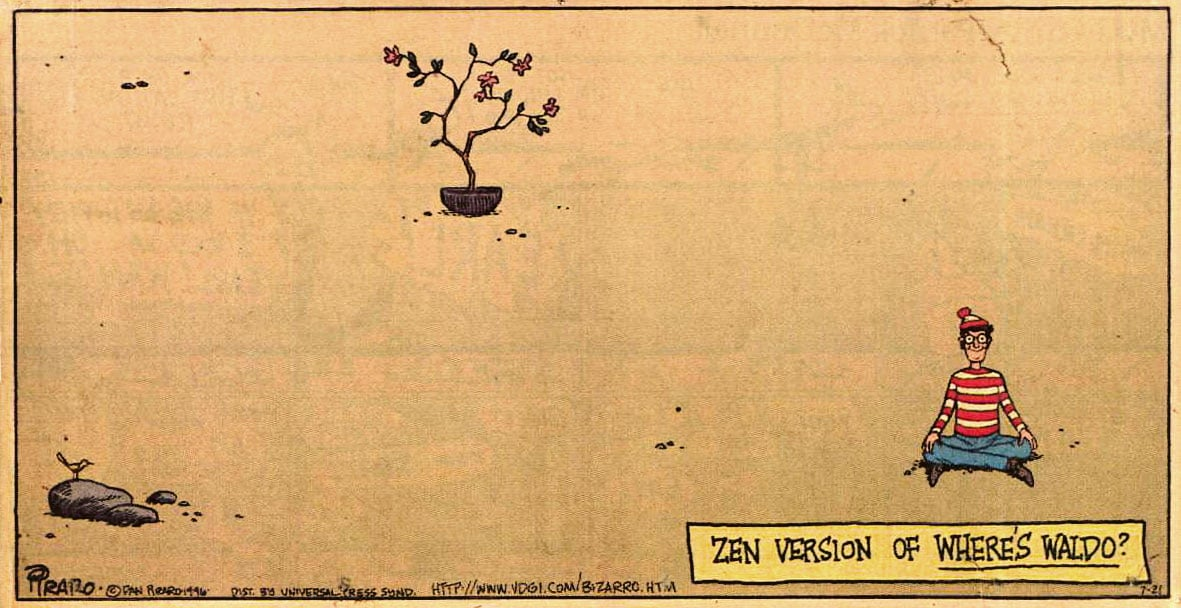 ZEN VERSION OF WHERE'S WALDO?
PIRARO. © DAN PIRARO 1996. DIST. BY UNIVERSAL PRESS SYND. HTTP://WWW.VDGI.COM/BIZARRO.HTM
7-21